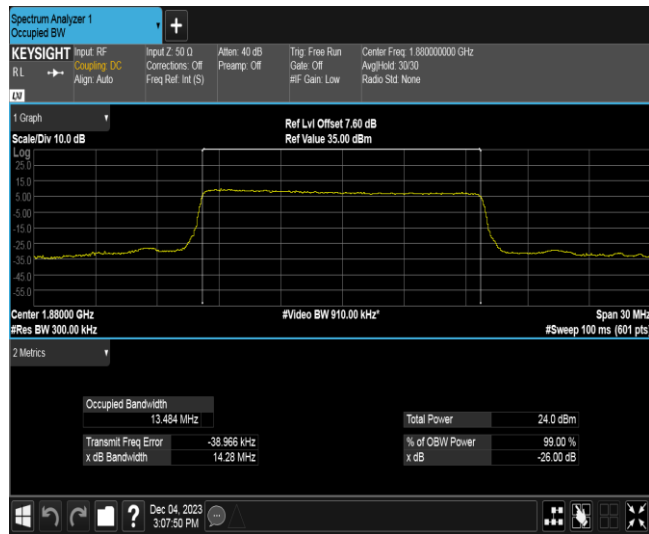 Spectrum Analyzer 1
Occupied BW
+
KEYSIGHT
RL
LXI
Input: RF
Coupling: DC
Align: Auto
Input Z: 50 Ω
Corrections: Off
Freq Ref: Int (S)
Atten: 40 dB
Preamp: Off
Trig: Free Run
Gate: Off
#IF Gain: Low
Center Freq: 1.880000000 GHz
Avg|Hold: 30/30
Radio Std: None
1 Graph
Scale/Div 10.0 dB
Ref Lvl Offset 7.60 dB
Ref Value 35.00 dBm
Log
25.0
15.0
5.00
-5.00
-15.0
-25.0
-35.0
-45.0
-55.0
Center 1.88000 GHz
#Video BW 910.00 kHz*
Span 30 MHz
#Res BW 300.00 kHz
#Sweep 100 ms (601 pts)
2 Metrics
Occupied Bandwidth
13.484 MHz
Total Power 24.0 dBm
Transmit Freq Error -38.966 kHz
% of OBW Power 99.00 %
x dB Bandwidth 14.28 MHz
x dB -26.00 dB
?
Dec 04, 2023
3:07:50 PM